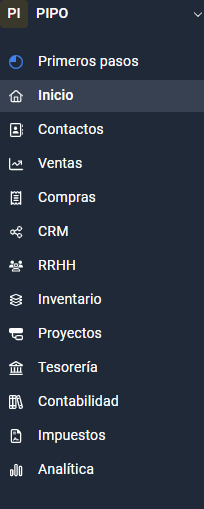 PI PIPO
Primeros pasos
Inicio
Contactos
Ventas
Compras
CRM
RRHH
Inventario
Proyectos
Tesorería
Contabilidad
Impuestos
Analítica